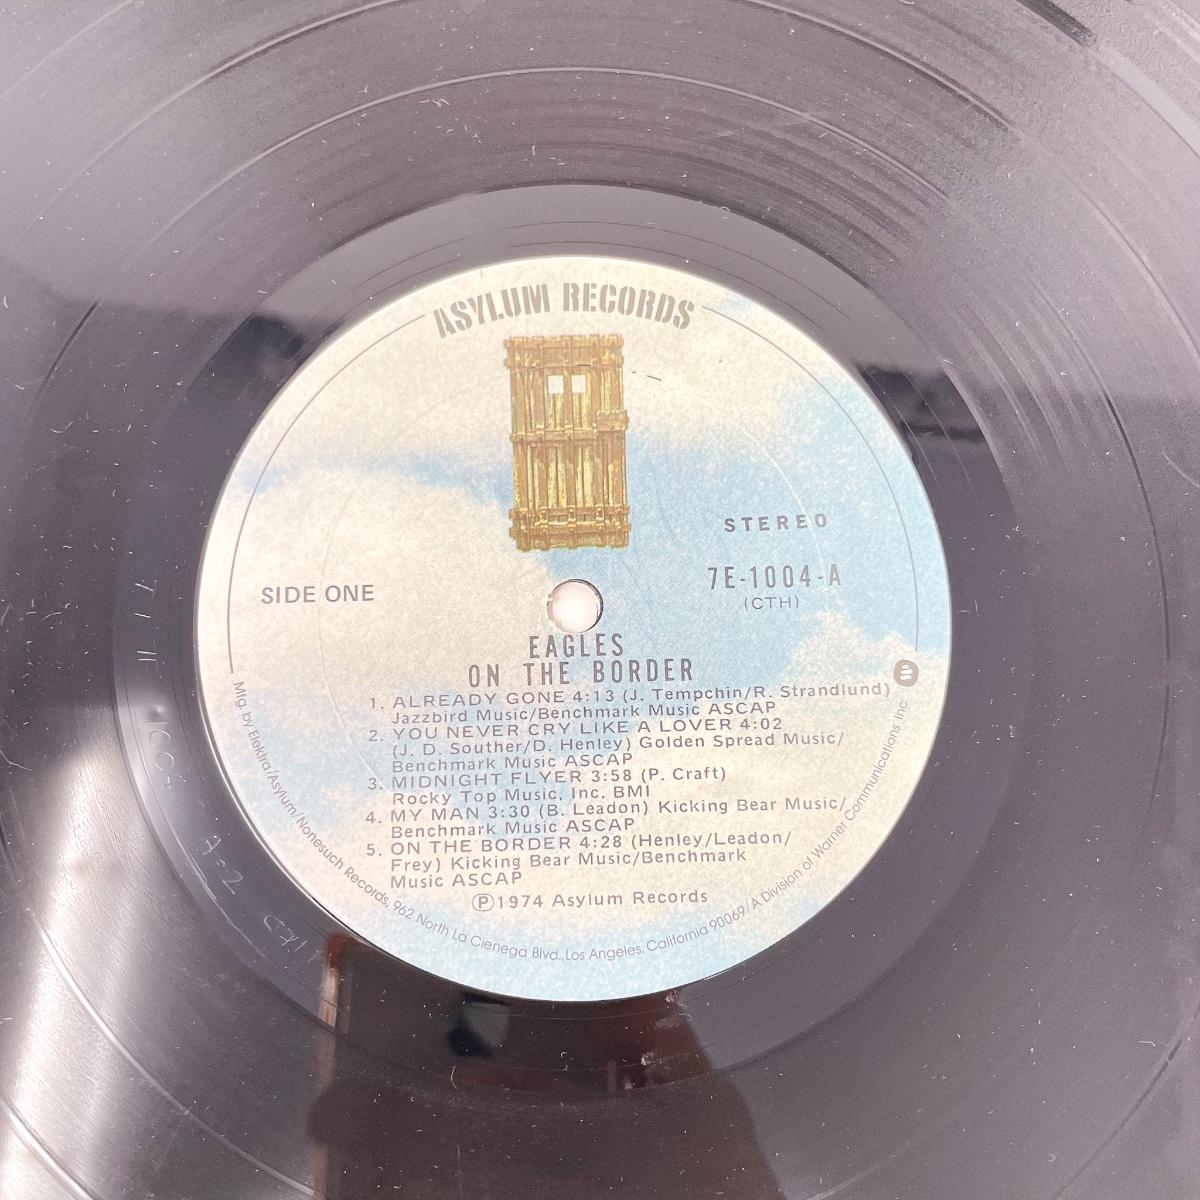 ASYLUM RECORDS
STEREO
SIDE ONE
7E-1004-A
(CTH)
EAGLES
ON THE BORDER
1. ALREADY GONE 4:13 (J. Tempchin/R. Strandlund)
Jazzbird Music/Benchmark Music ASCAP
2. YOU NEVER CRY LIKE A LOVER 4:02
(J. D. Souther/D. Henley) Golden Spread Music/
Benchmark Music ASCAP
3. MIDNIGHT FLYER 3:58 (P. Craft)
Rocky Top Music, Inc. BMI
4. MY MAN 3:30 (B. Leadon) Kicking Bear Music/
Benchmark Music ASCAP
5. ON THE BORDER 4:28 (Henley/Leadon/
Frey) Kicking Bear Music/Benchmark
Music ASCAP
Ⓟ1974 Asylum Records
Mfg. by Elektra/Asylum/Nonesuch Records, 962 North La Cienega Blvd., Los Angeles, California 90069/A Division of Warner Communications Inc.